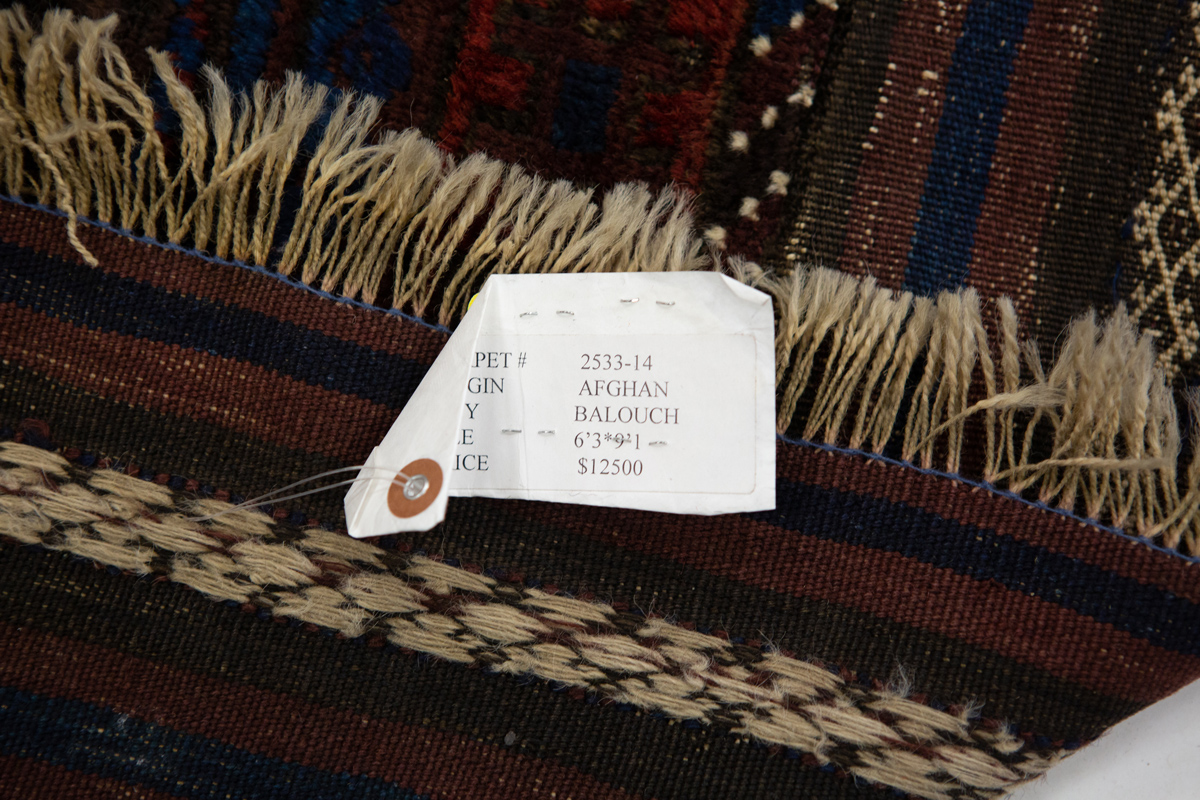 PET # 2533-14
GIN AFGHAN
Y BALOUCH
E 6'3*9'1
ICE $12500